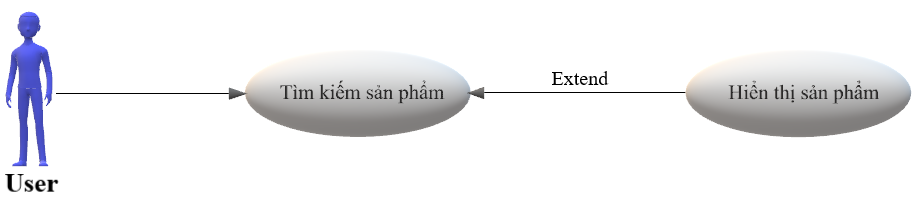 Tìm kiếm sản phẩm
Extend
Hiển thị sản phẩm
User